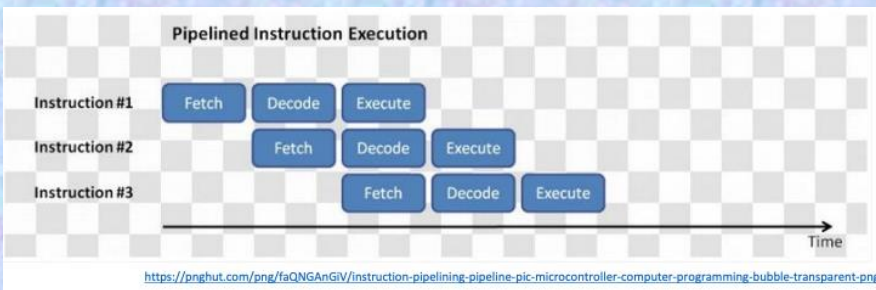 Pipelined Instruction Execution
Instruction #1 Fetch Decode Execute
Instruction #2 Fetch Decode Execute
Instruction #3 Fetch Decode Execute
Time
https://pnghut.com/png/faQNGAnGiV/instruction-pipelining-pipeline-pic-microcontroller-computer-programming-bubble-transparent-png